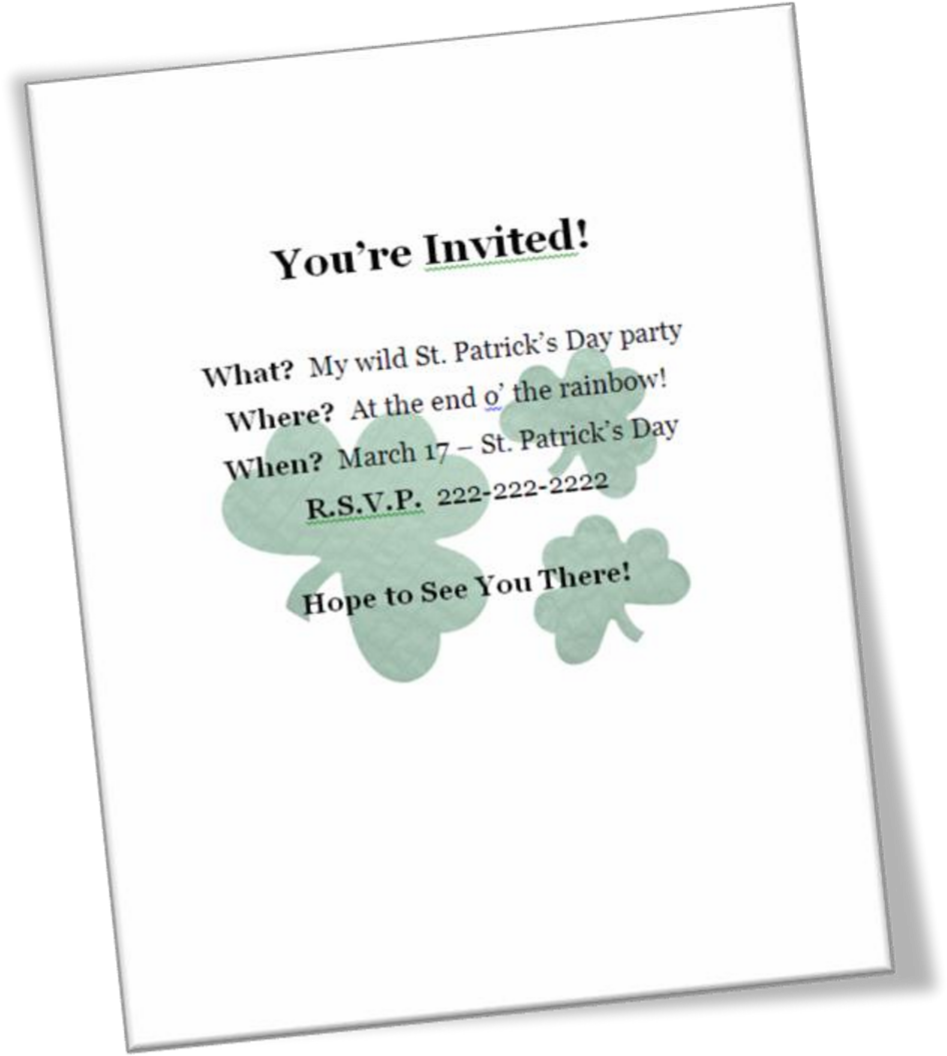 You’re Invited!
What? My wild St. Patrick’s Day party
Where? At the end o’ the rainbow!
When? March 17 – St. Patrick’s Day
R.S.V.P. 222-222-2222
Hope to See You There!